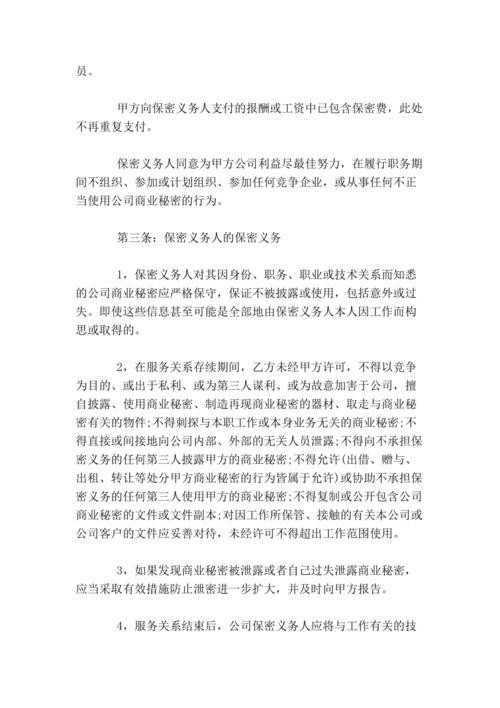 员。
甲方向保密义务人支付的报酬或工资中已包含保密费，此处
不再重复支付。
保密义务人同意为甲方公司利益尽最佳努力，在履行职务期
间不组织、参加或计划组织、参加任何竞争企业，或从事任何不正
当使用公司商业秘密的行为。
第三条：保密义务人的保密义务
1，保密义务人对其因身份、职务、职业或技术关系而知悉
的公司商业秘密应严格保守，保证不被披露或使用，包括意外或过
失。即使这些信息甚至可能是全部地由保密义务人本人因工作而构
思或取得的。
2，在服务关系存续期间，乙方未经甲方许可，不得以竞争
为目的、或出于私利、或为第三人谋利、或为故意加害于公司，擅
自披露、使用商业秘密、制造再现商业秘密的器材、取走与商业秘
密有关的物件;不得刺探与本职工作或本身业务无关的商业秘密;不
得直接或间接地向公司内部、外部的无关人员泄露;不得向不承担保
密义务的任何第三人披露甲方的商业秘密;不得允许(出借、赠与、
出租、转让等处分甲方商业秘密的行为皆属于允许)或协助不承担保
密义务的任何第三人使用甲方的商业秘密;不得复制或公开包含公司
商业秘密的文件或文件副本;对因工作所保管、接触的有关本公司或
公司客户的文件应妥善对待，未经许可不得超出工作范围使用。
3，如果发现商业秘密被泄露或者自己过失泄露商业秘密，
应当采取有效措施防止泄密进一步扩大，并及时向甲方报告。
4，服务关系结束后，公司保密义务人应将与工作有关的技